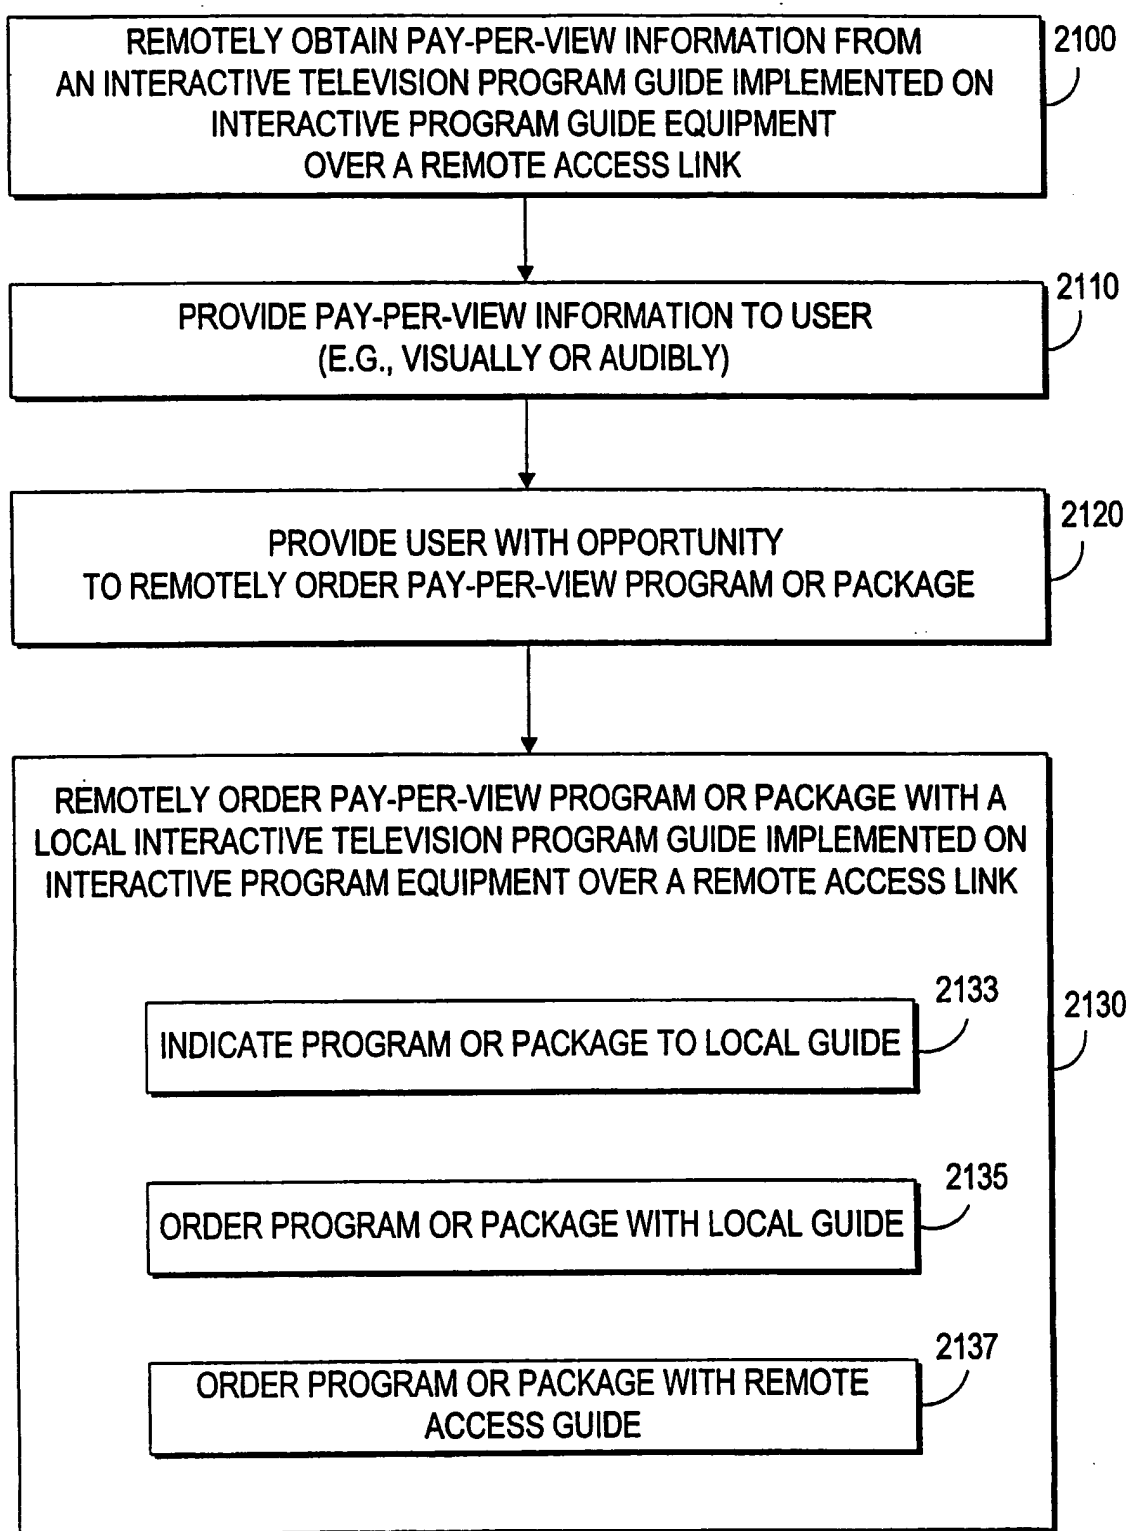 REMOTELY OBTAIN PAY-PER-VIEW INFORMATION FROM
AN INTERACTIVE TELEVISION PROGRAM GUIDE IMPLEMENTED ON
INTERACTIVE PROGRAM GUIDE EQUIPMENT
OVER A REMOTE ACCESS LINK
2100
PROVIDE PAY-PER-VIEW INFORMATION TO USER
(E.G., VISUALLY OR AUDIBLY)
2110
PROVIDE USER WITH OPPORTUNITY
TO REMOTELY ORDER PAY-PER-VIEW PROGRAM OR PACKAGE
2120
REMOTELY ORDER PAY-PER-VIEW PROGRAM OR PACKAGE WITH A
LOCAL INTERACTIVE TELEVISION PROGRAM GUIDE IMPLEMENTED ON
INTERACTIVE PROGRAM EQUIPMENT OVER A REMOTE ACCESS LINK
2130
INDICATE PROGRAM OR PACKAGE TO LOCAL GUIDE
2133
ORDER PROGRAM OR PACKAGE WITH LOCAL GUIDE
2135
ORDER PROGRAM OR PACKAGE WITH REMOTE
ACCESS GUIDE
2137